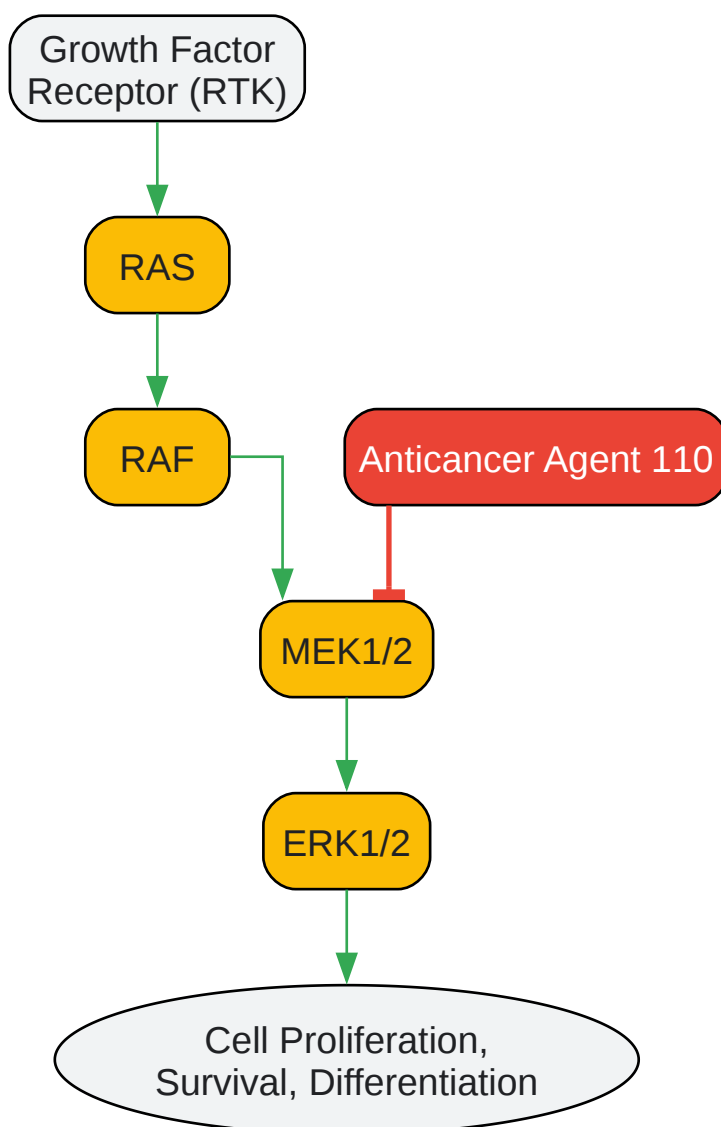 Growth Factor
Receptor (RTK)
RAS
RAF
Anticancer Agent 110
MEK1/2
ERK1/2
Cell Proliferation,
Survival, Differentiation